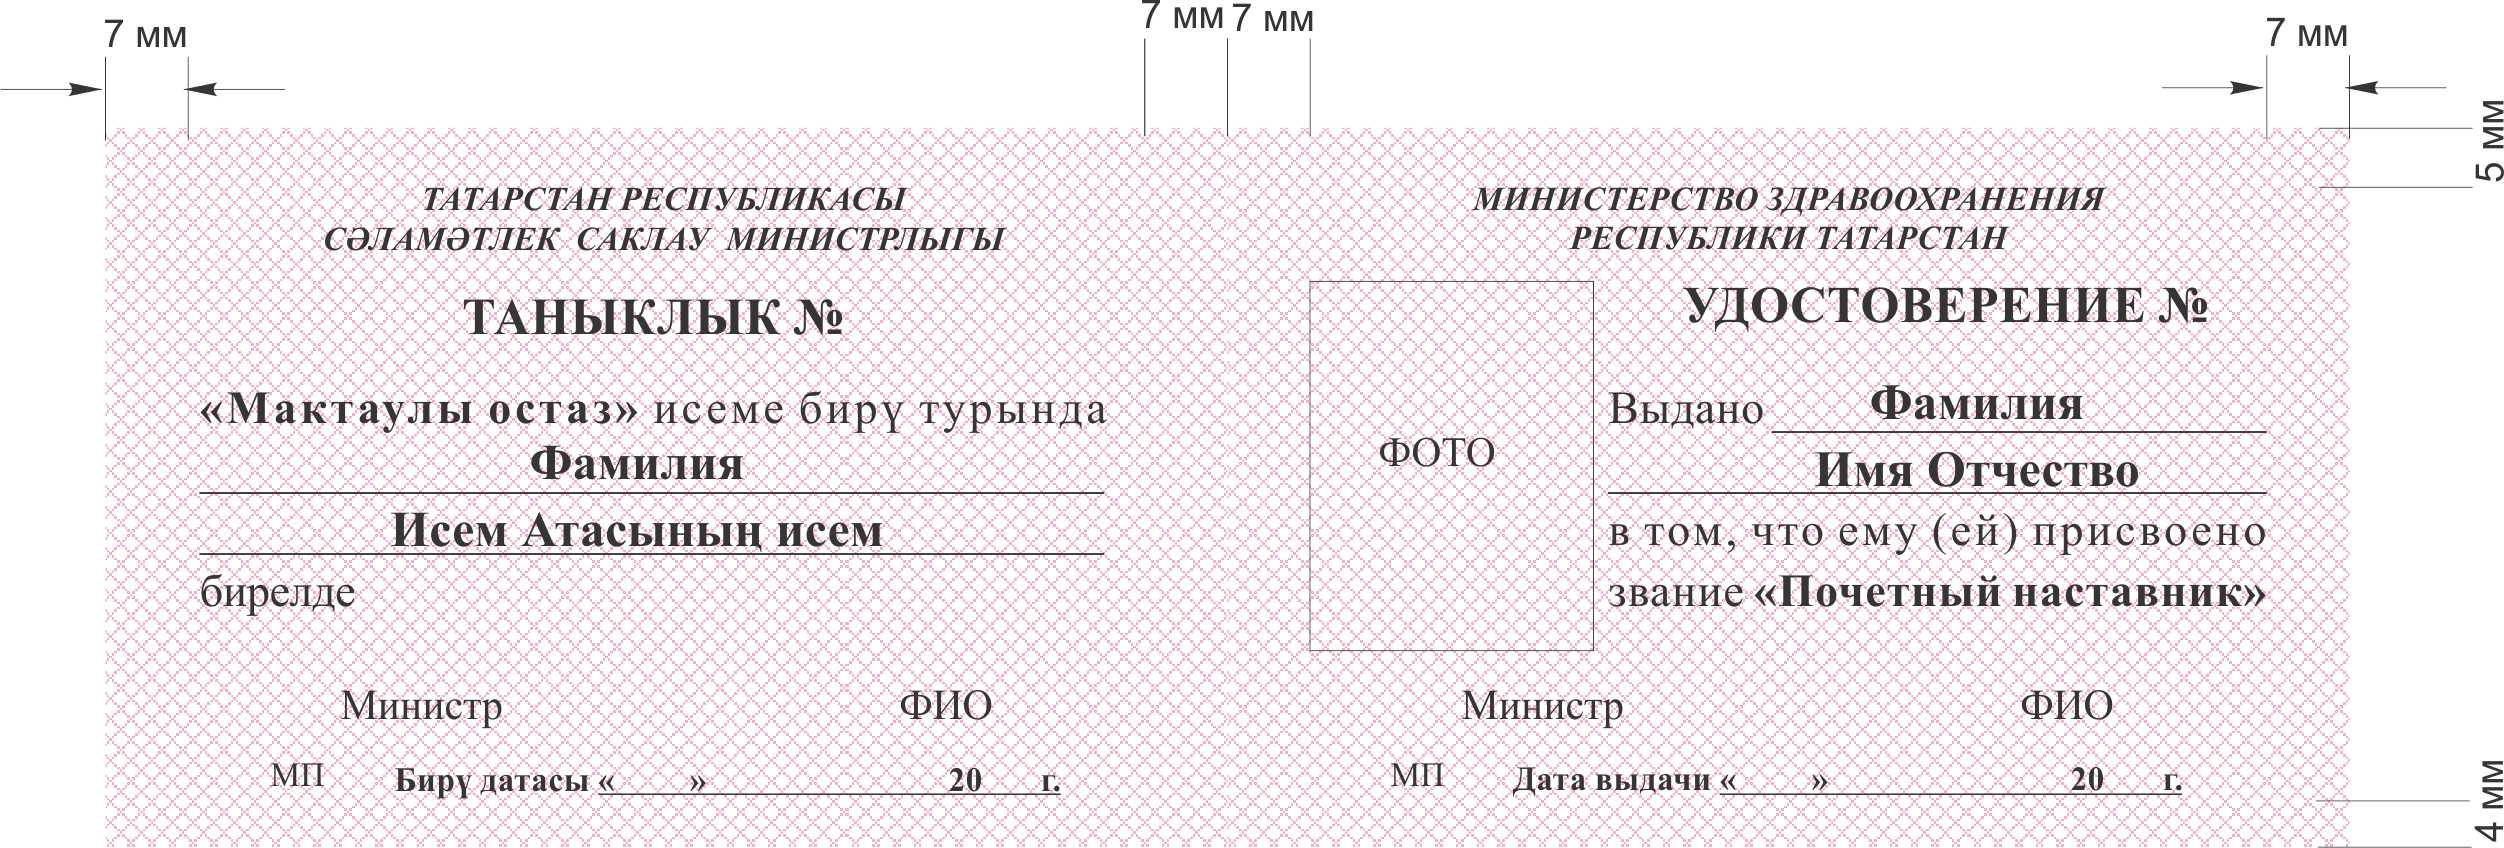 7 мм
7 мм 7 мм
7 мм
5 мм
ТАТАРСТАН РЕСПУБЛИКАСЫ
СӘЛАМӘТЛЕК САКЛАУ МИНИСТРЛЫГЫ
ТАНЫКЛЫК №
«Мактаулы остаз» исеме бирү турында
Фамилия
Исем Атасының исем
бирелде
Министр ФИО
МП Бирү датасы « » 20 г.
МИНИСТЕРСТВО ЗДРАВООХРАНЕНИЯ
РЕСПУБЛИКИ ТАТАРСТАН
УДОСТОВЕРЕНИЕ №
ФОТО
Выдано Фамилия
Имя Отчество
в том, что ему (ей) присвоено
звание «Почетный наставник»
Министр ФИО
МП Дата выдачи « » 20 г.
4 мм